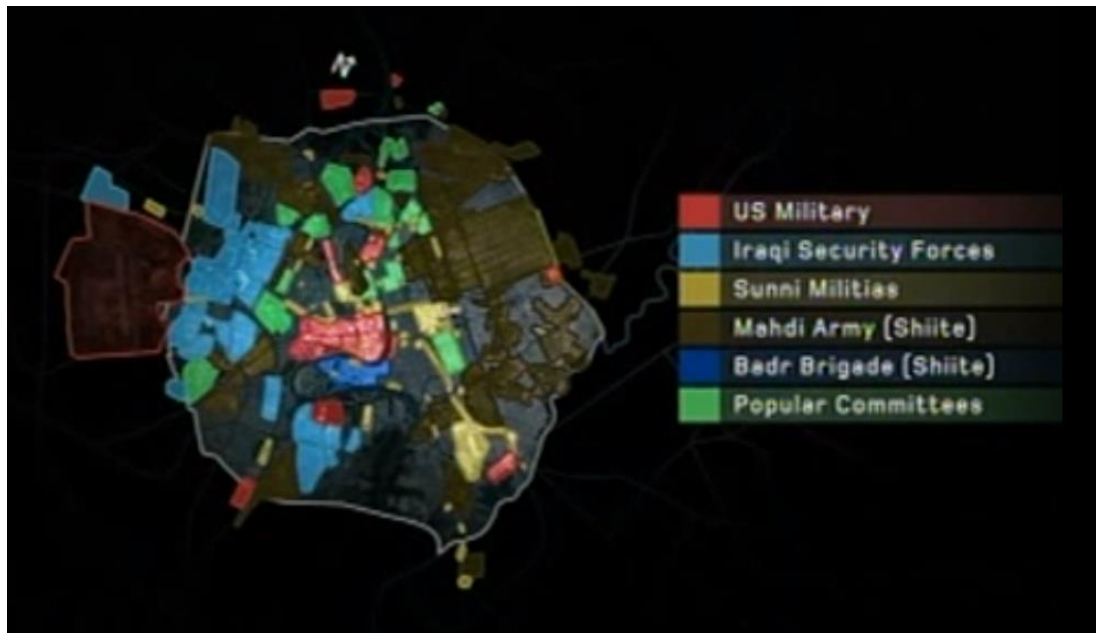 N
US Military
Iraqi Security Forces
Sunni Militias
Mahdi Army (Shiite)
Badr Brigade (Shiite)
Popular Committees